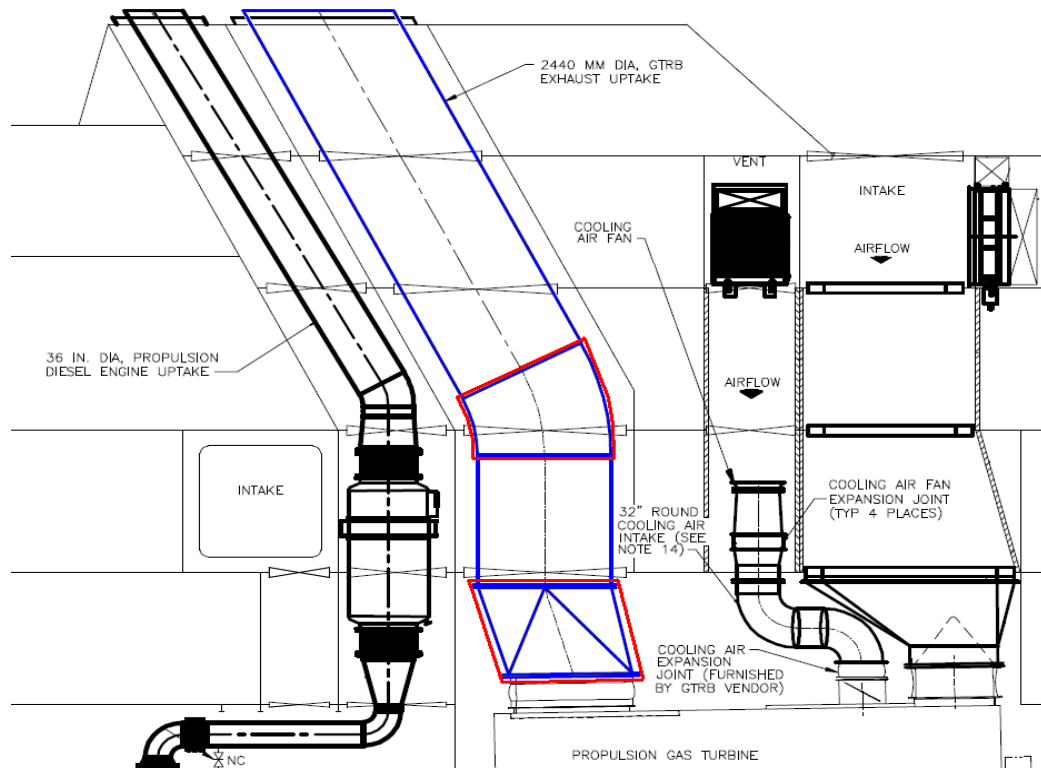 2440 MM DIA, GTRB
EXHAUST UPTAKE
VENT
INTAKE
AIRFLOW
COOLING
AIR FAN
36 IN. DIA, PROPULSION
DIESEL ENGINE UPTAKE
AIRFLOW
INTAKE
COOLING AIR FAN
EXPANSION JOINT
(TYP 4 PLACES)
32" ROUND
COOLING AIR
INTAKE (SEE
NOTE 14)
COOLING AIR
EXPANSION
JOINT (FURNISHED
BY GTRB VENDOR)
NC
PROPULSION GAS TURBINE